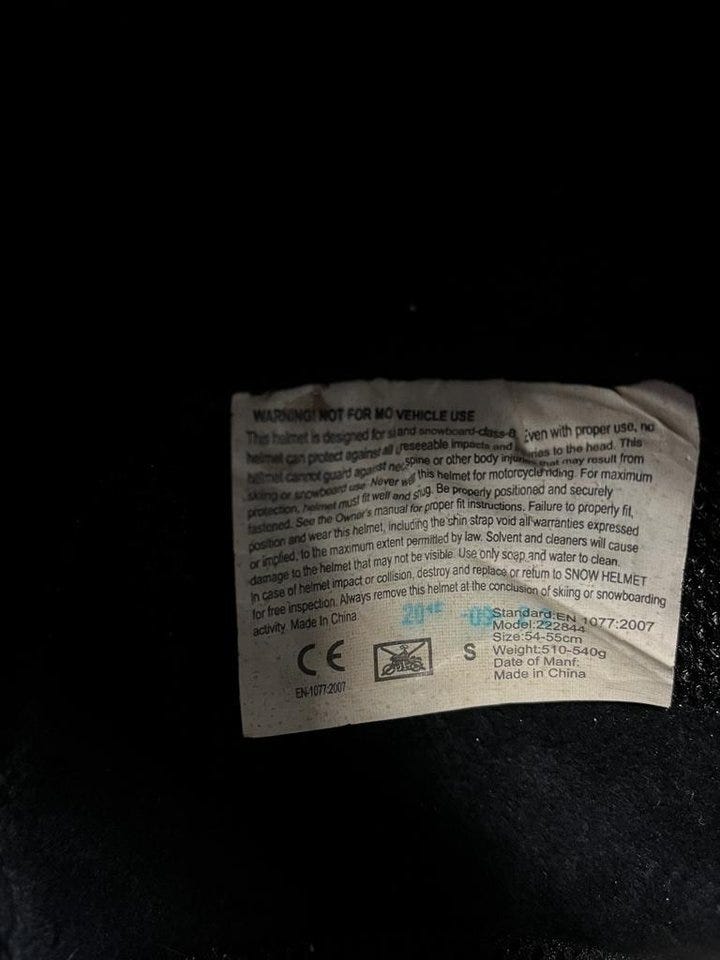 WARNING! NOT FOR MO VEHICLE USE
This helmet is designed for s and snowboard-class-B Even with proper use, no
helmet can protect against all reseeable impacts and to the head. This
helmet cannot guard against spine or other body that may result from
skiing or snowboard use. Never this helmet for motorcycle riding. For maximum
protection, helmet must fit well and snug. Be properly positioned and securely
fastened. See the Owner's manual for proper fit instructions. Failure to properly fit,
position and wear this helmet, including the shin strap void all warranties expressed
or implied, to the maximum extent permitted by law. Solvent and cleaners will cause
damage to the helmet that may not be visible. Use only soap and water to clean.
In case of helmet impact or collision, destroy and replace or return to SNOW HELMET
for free inspection. Always remove this helmet at the conclusion of skiing or snowboarding
activity. Made In China
CE
EN-1077:2007
S
Standard:EN 1077:2007
Model:222844
Size:54-55cm
Weight:510-540g
Date of Manf:
Made in China